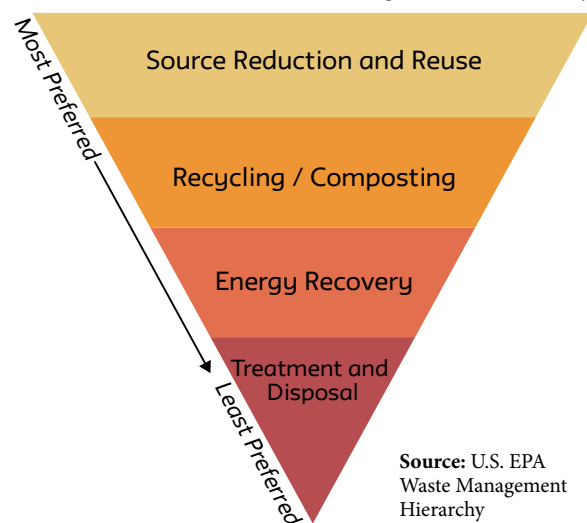 Most Preferred
Source Reduction and Reuse
Recycling / Composting
Energy Recovery
Treatment and
Disposal
Least Preferred
Source: U.S. EPA
Waste Management
Hierarchy